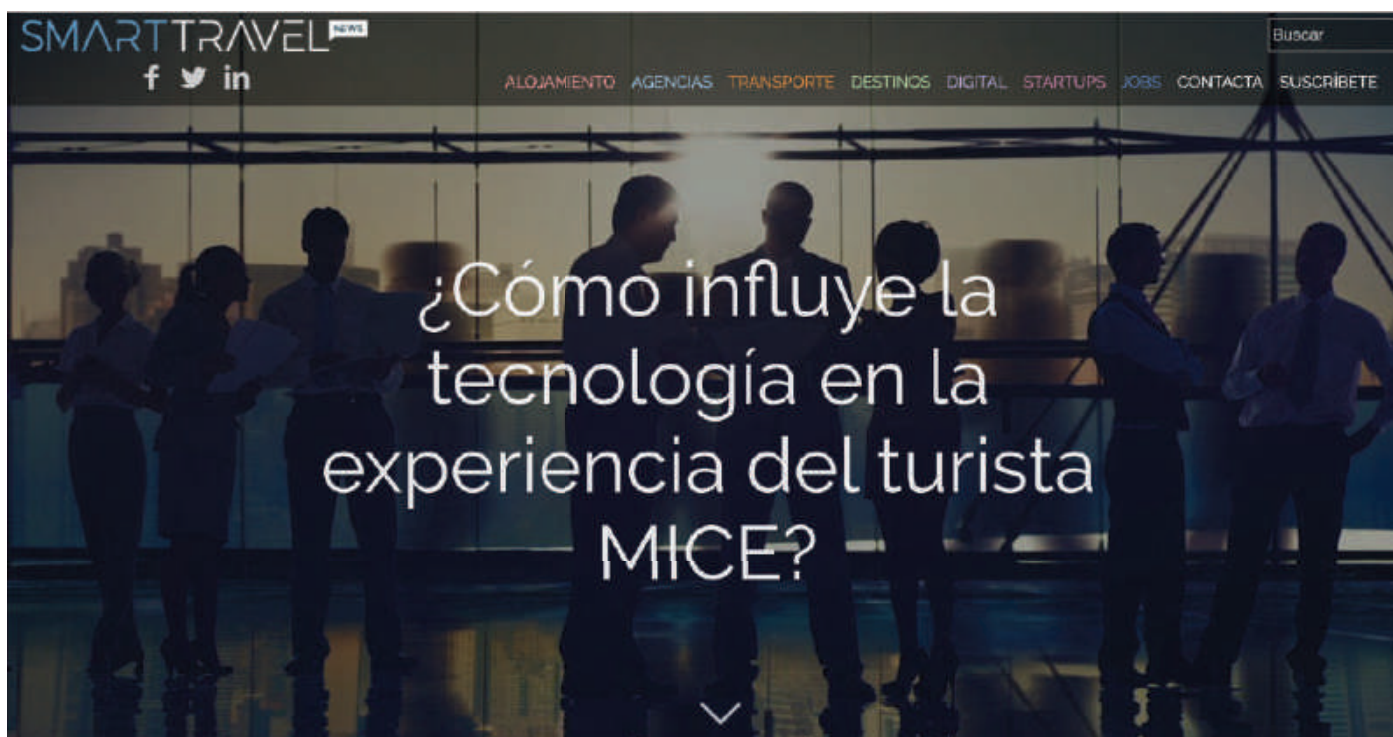 SMARTTRAVEL NEWS
Buscar
f in
ALOJAMIENTO AGENCIAS TRANSPORTE DESTINOS DIGITAL STARTUPS JOBS CONTACTA SUSCRÍBETE
¿Cómo influye la
tecnología en la
experiencia del turista
MICE?